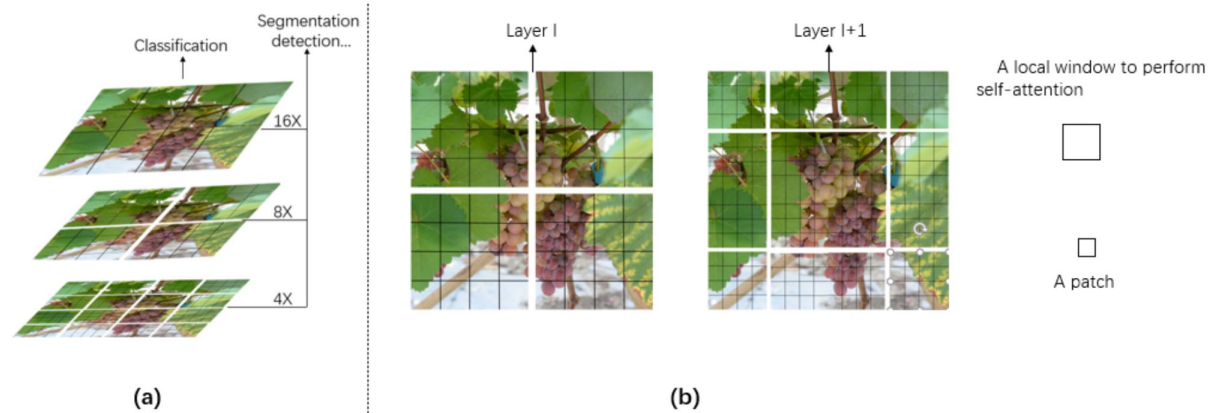 Segmentation
detection...
Classification
16X
8X
4X
(a)
Layer l
Layer l+1
A local window to perform
self-attention
A patch
(b)